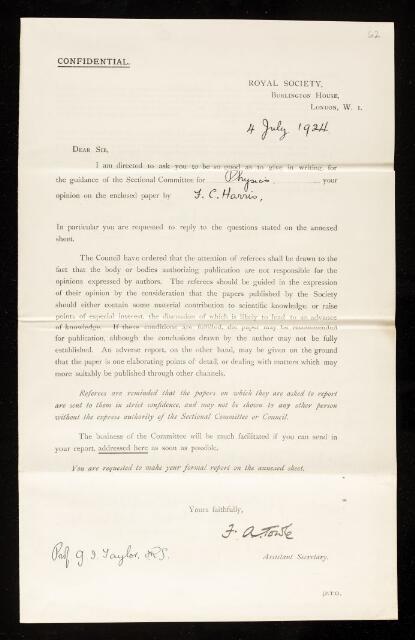 62
CONFIDENTIAL.
ROYAL SOCIETY,
BURLINGTON HOUSE,
LONDON, W. 1.
4 July 1924
DEAR SIR,
I am directed to ask you to be so good as to give in writing, for
the guidance of the Sectional Committee for Physics, your
opinion on the enclosed paper by F. C. Harris,
In particular you are requested to reply to the questions stated on the annexed
sheet.
The Council have ordered that the attention of referees shall be drawn to the
fact that the body or bodies authorizing publication are not responsible for the
opinions expressed by authors. The referees should be guided in the expression
of their opinion by the consideration that the papers published by the Society
should either contain some material contribution to scientific knowledge or raise
points of especial interest, the discussion of which is likely to lead to an advance
of knowledge. If these conditions are fulfilled, the paper may be recommended
for publication, although the conclusions drawn by the author may not be fully
established. An adverse report, on the other hand, may be given on the ground
that the paper is one elaborating points of detail, or dealing with matters which may
more suitably be published through other channels.
Referees are reminded that the papers on which they are asked to report
are sent to them in strict confidence, and may not be shown to any other person
without the express authority of the Sectional Committee or Council.
The business of the Committee will be much facilitated if you can send in
your report, addressed here as soon as possible.
You are requested to make your formal report on the annexed sheet.
Yours faithfully,
F. A. Towle
Assistant Secretary.
Prof G I Taylor, F.R.S.
[P.T.O.